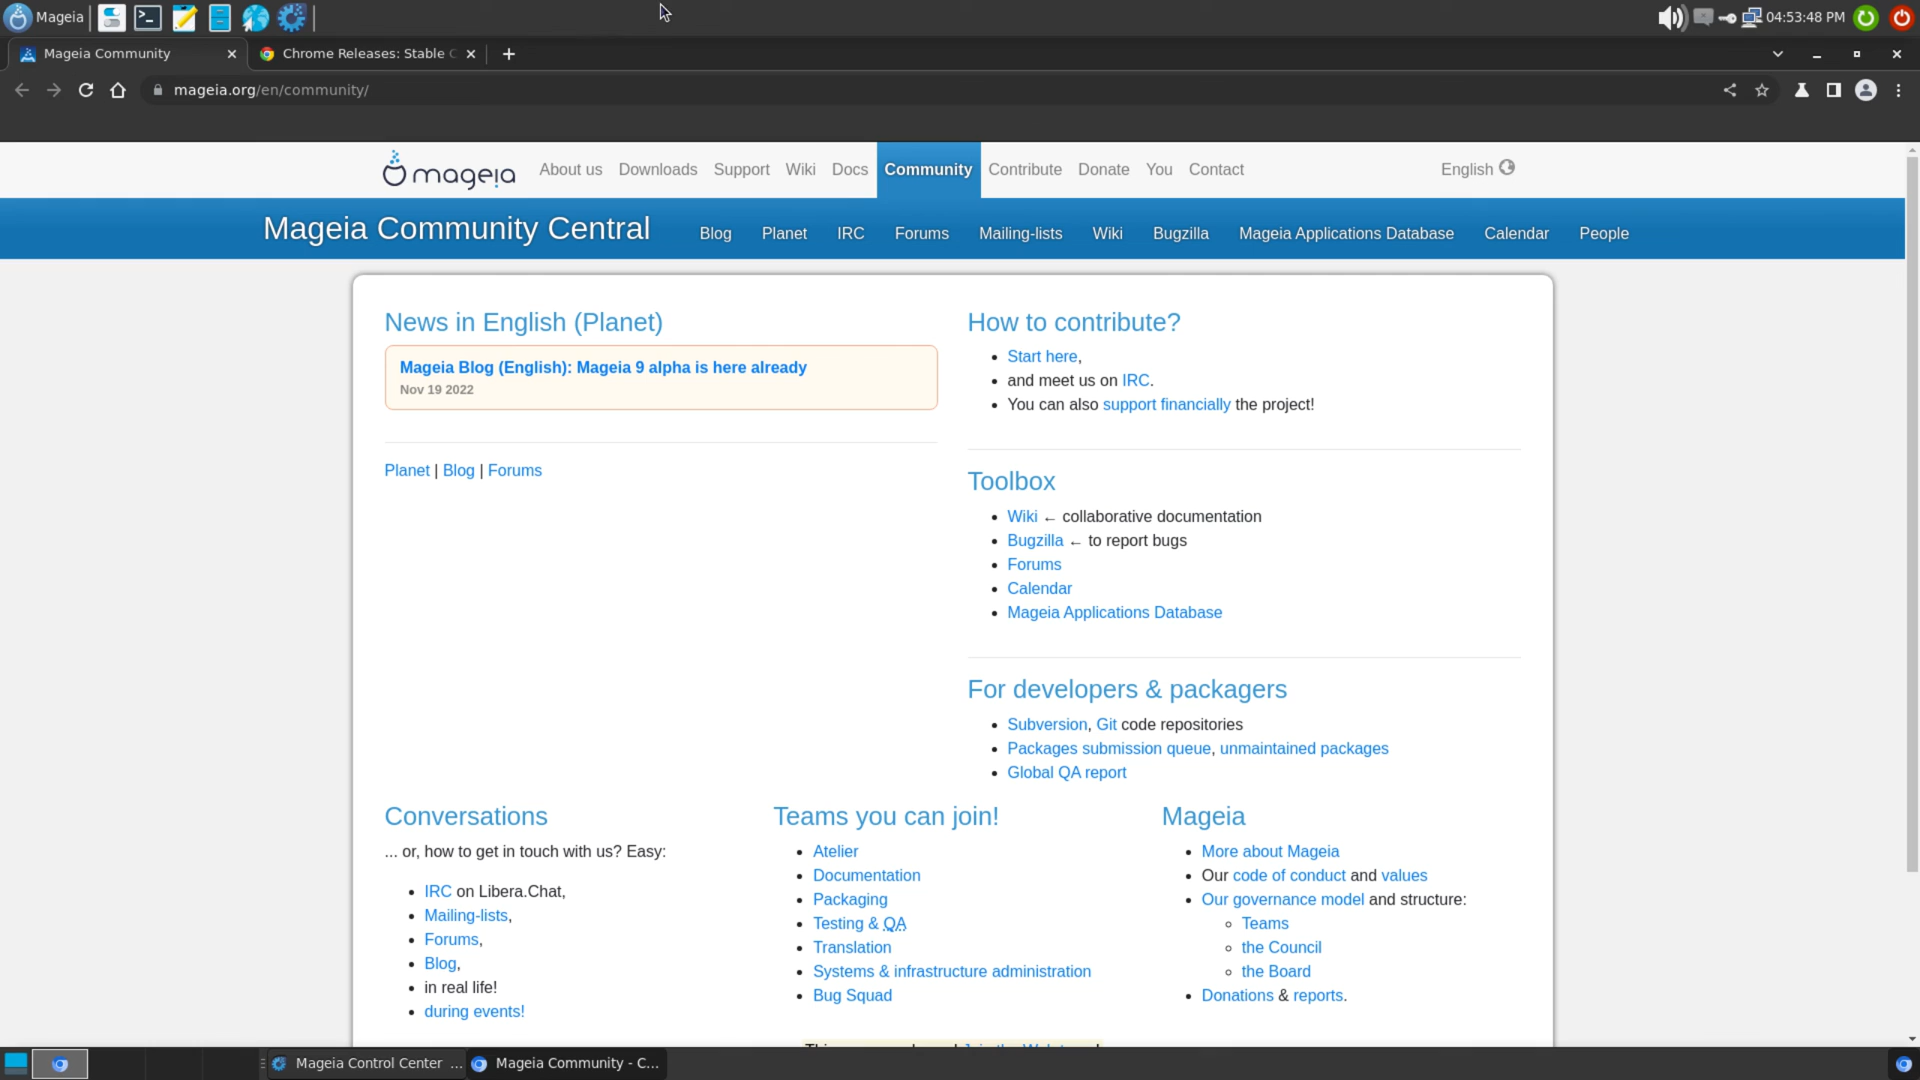 Mageia
04:53:48 PM
Mageia Community
Chrome Releases: Stable C
mageia.org/en/community/
mageia
About us
Downloads
Support
Wiki
Docs
Community
Contribute
Donate
You
Contact
English
Mageia Community Central
Blog
Planet
IRC
Forums
Mailing-lists
Wiki
Bugzilla
Mageia Applications Database
Calendar
People
News in English (Planet)
Mageia Blog (English): Mageia 9 alpha is here already
Nov 19 2022
Planet | Blog | Forums
How to contribute?
Start here,
and meet us on IRC.
You can also support financially the project!
Toolbox
Wiki ← collaborative documentation
Bugzilla ← to report bugs
Forums
Calendar
Mageia Applications Database
For developers & packagers
Subversion, Git code repositories
Packages submission queue, unmaintained packages
Global QA report
Conversations
... or, how to get in touch with us? Easy:
IRC on Libera.Chat,
Mailing-lists,
Forums,
Blog,
in real life!
during events!
Teams you can join!
Atelier
Documentation
Packaging
Testing & QA
Translation
Systems & infrastructure administration
Bug Squad
Mageia
More about Mageia
Our code of conduct and values
Our governance model and structure:
Teams
the Council
the Board
Donations & reports.
Mageia Control Center ...
Mageia Community - C...